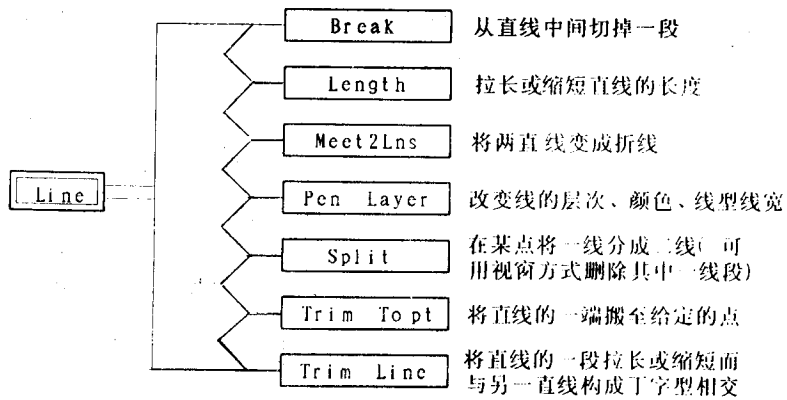 Break 从直线中间切掉一段
Length 拉长或缩短直线的长度
Meet2Lns 将两直线变成折线
Line
Pen Layer 改变线的层次、颜色、线型线宽
Split 在某点将一线分成二线( 可
用视窗方式删除其中一线段)
Trim Topt 将直线的一端搬至给定的点
Trim Line 将直线的一段拉长或缩短而
与另一直线构成丁字型相交